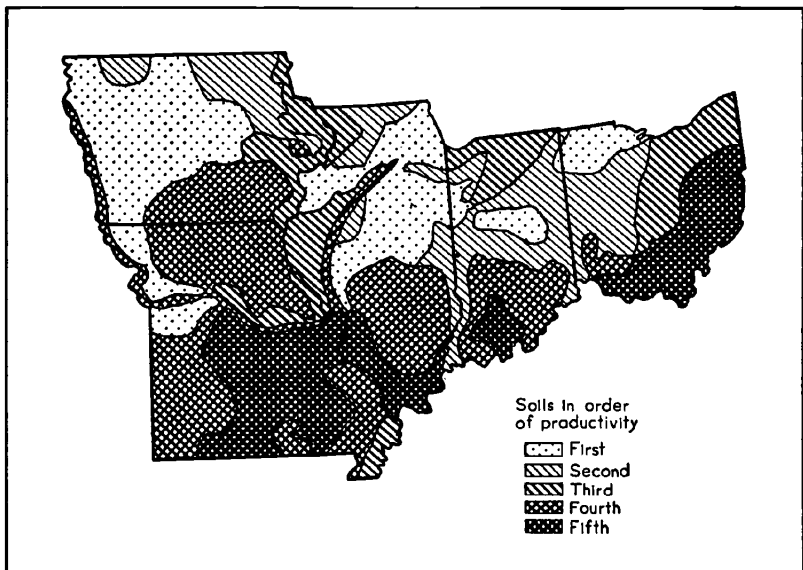 Soils in order
of productivity
First
Second
Third
Fourth
Fifth